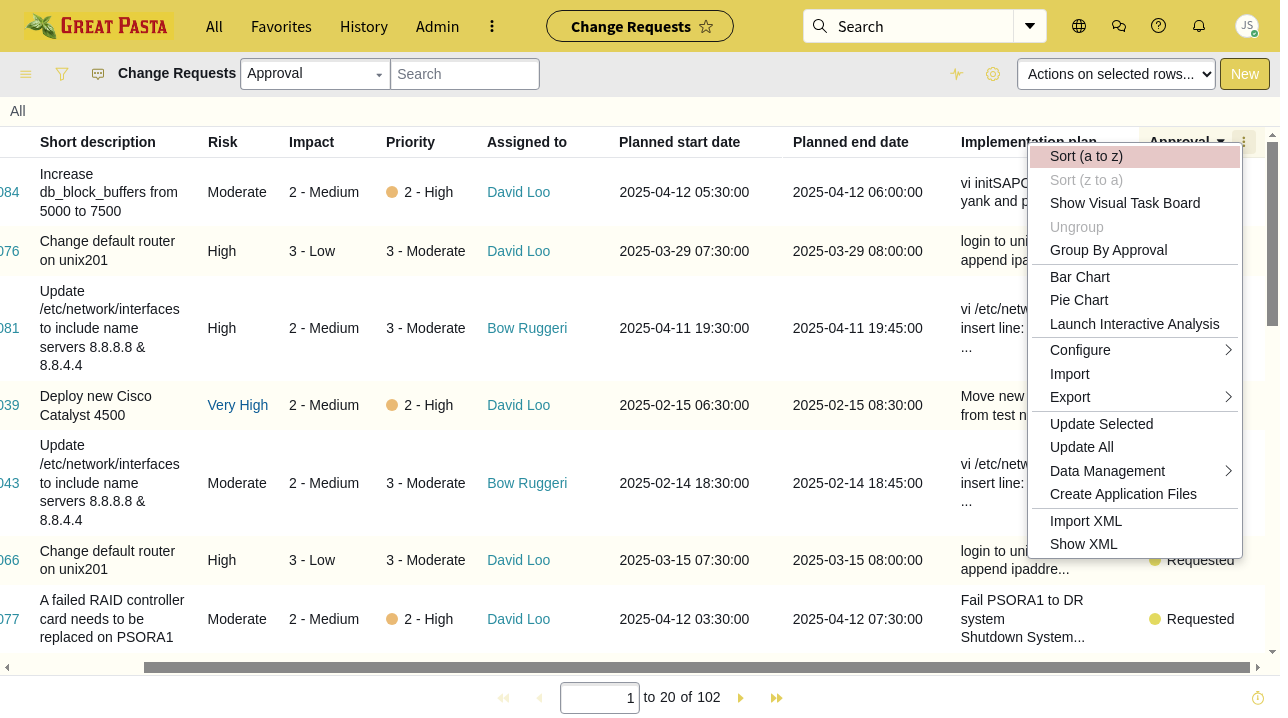 GREAT PASTA
All
Favorites
History
Admin
Change Requests
Search
JS
Change Requests
Approval
Search
Actions on selected rows...
New
All
Short description
Risk
Impact
Priority
Assigned to
Planned start date
Planned end date
Implementation plan
Approval
084
Increase
db_block_buffers from
5000 to 7500
Moderate
2 - Medium
2 - High
David Loo
2025-04-12 05:30:00
2025-04-12 06:00:00
vi initSAPC
yank and p
076
Change default router
on unix201
High
3 - Low
3 - Moderate
David Loo
2025-03-29 07:30:00
2025-03-29 08:00:00
login to uni
append ipa
081
Update
/etc/network/interfaces
to include name
servers 8.8.8.8 &
8.8.4.4
High
2 - Medium
3 - Moderate
Bow Ruggeri
2025-04-11 19:30:00
2025-04-11 19:45:00
vi /etc/netw
insert line:
...
039
Deploy new Cisco
Catalyst 4500
Very High
2 - Medium
2 - High
David Loo
2025-02-15 06:30:00
2025-02-15 08:30:00
Move new
from test n
043
Update
/etc/network/interfaces
to include name
servers 8.8.8.8 &
8.8.4.4
Moderate
2 - Medium
3 - Moderate
Bow Ruggeri
2025-02-14 18:30:00
2025-02-14 18:45:00
vi /etc/netw
insert line:
...
066
Change default router
on unix201
High
3 - Low
3 - Moderate
David Loo
2025-03-15 07:30:00
2025-03-15 08:00:00
login to uni
append ipaddre...
Requested
077
A failed RAID controller
card needs to be
replaced on PSORA1
Moderate
2 - Medium
2 - High
David Loo
2025-04-12 03:30:00
2025-04-12 07:30:00
Fail PSORA1 to DR
system
Shutdown System...
Requested
Sort (a to z)
Sort (z to a)
Show Visual Task Board
Ungroup
Group By Approval
Bar Chart
Pie Chart
Launch Interactive Analysis
Configure
Import
Export
Update Selected
Update All
Data Management
Create Application Files
Import XML
Show XML
1 to 20 of 102